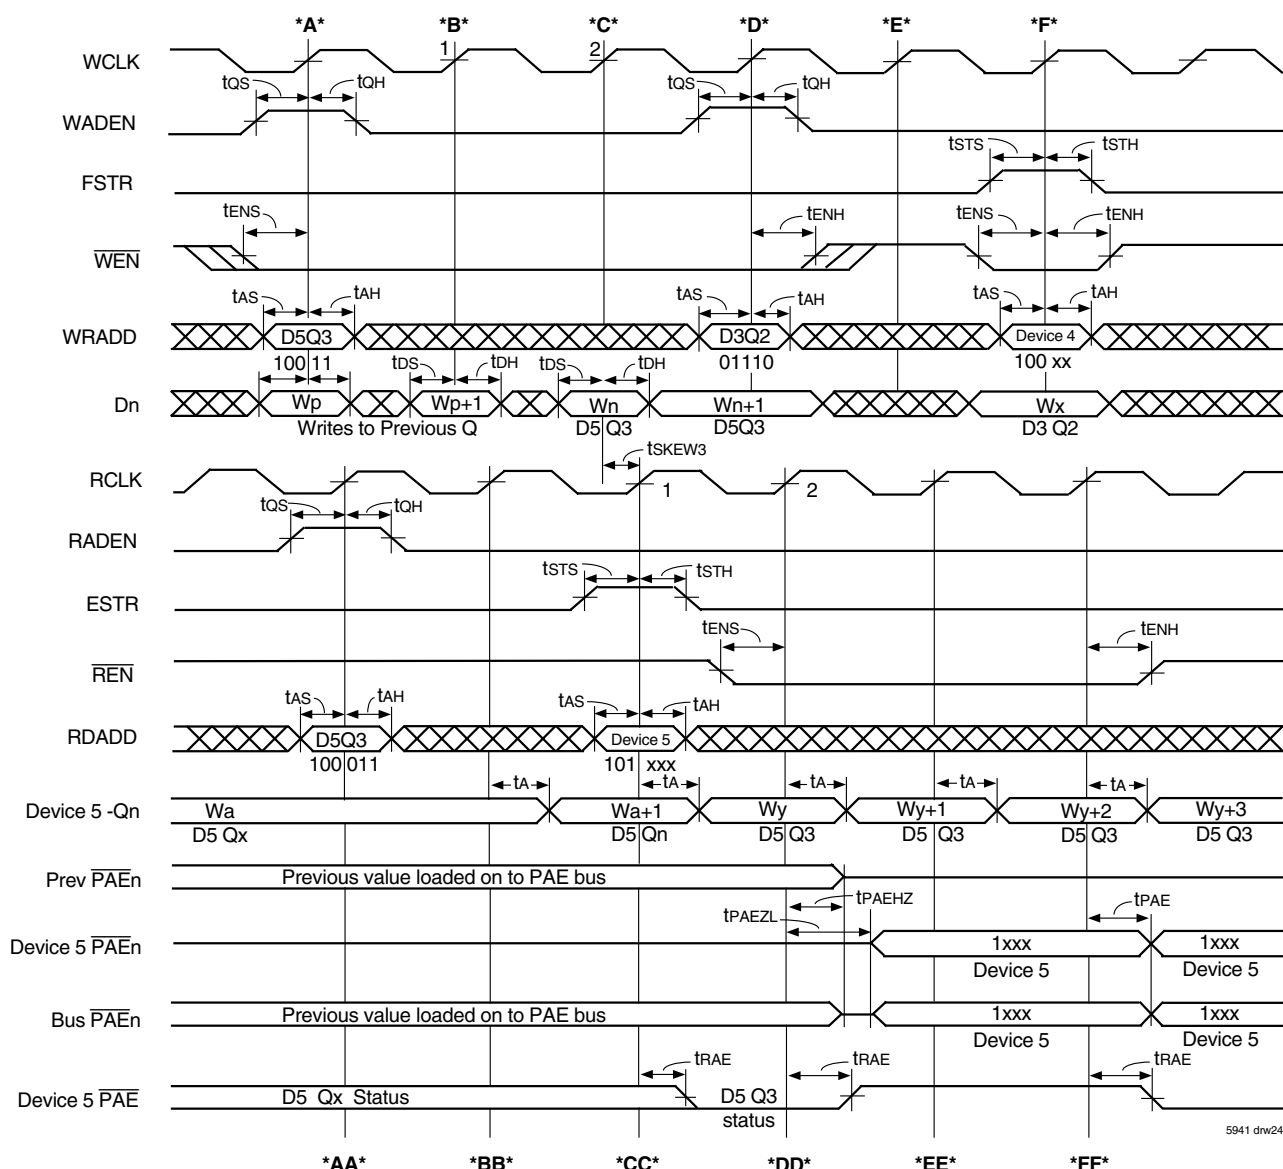 *A* *B* *C* *D* *E* *F*
WCLK 1 2
tQS tQH tQS tQH
WADEN
tSTS tSTH
FSTR
tENS tENH tENS tENH
WEN
tAS tAH tAS tAH tAS tAH
WRADD D5Q3 D3Q2 Device 4
100 11 01110 100 xx
tDS tDH tDS tDH
Dn Wp Wp+1 Wn Wn+1 Wx
Writes to Previous Q D5 Q3 D5Q3 D3 Q2
tSKEW3
RCLK 1 2
tQS tQH
RADEN
tSTS tSTH
ESTR
tENS tENH
REN
tAS tAH tAS tAH
RDADD D5Q3 Device 5
100 011 101 xxx
tA tA tA tA tA
Device 5 -Qn Wa Wa+1 Wy Wy+1 Wy+2 Wy+3
D5 Qx D5 Qn D5 Q3 D5 Q3 D5 Q3 D5 Q3
Prev PAEn Previous value loaded on to PAE bus
tPAEHZ tPAE
tPAEZL
Device 5 PAEn 1xxx 1xxx
Device 5 Device 5
Bus PAEn Previous value loaded on to PAE bus 1xxx 1xxx
Device 5 Device 5
tRAE tRAE tRAE
Device 5 PAE D5 Qx Status D5 Q3
status
5941 drw24
*AA* *BB* *CC* *DD* *EE* *FF*